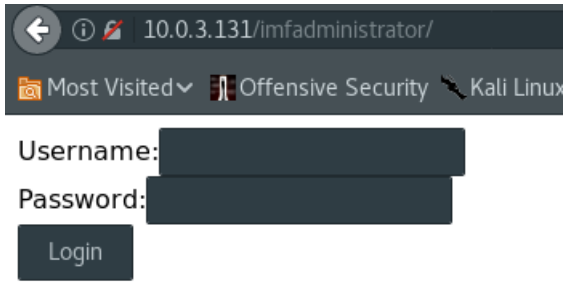 10.0.3.131/imfadministrator/
Most Visited Offensive Security Kali Linux
Username:
Password:
Login